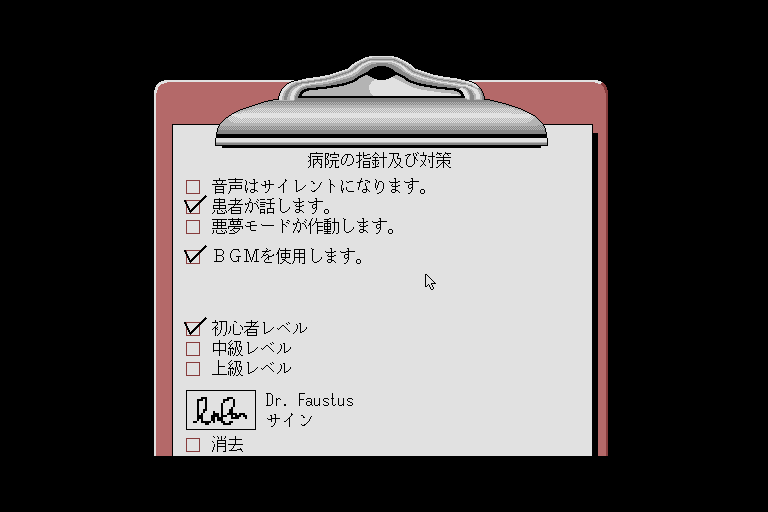 病院の指針及び対策
音声はサイレントになります。
患者が話します。
悪夢モードが作動します。
ＢＧＭを使用します。
初心者レベル
中級レベル
上級レベル
Dr. Faustus
サイン
消去